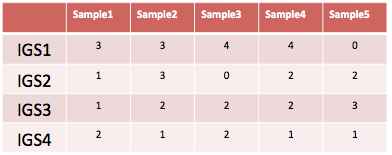 Sample1 Sample2 Sample3 Sample4 Sample5
IGS1 3 3 4 4 0
IGS2 1 3 0 2 2
IGS3 1 2 2 2 3
IGS4 2 1 2 1 1